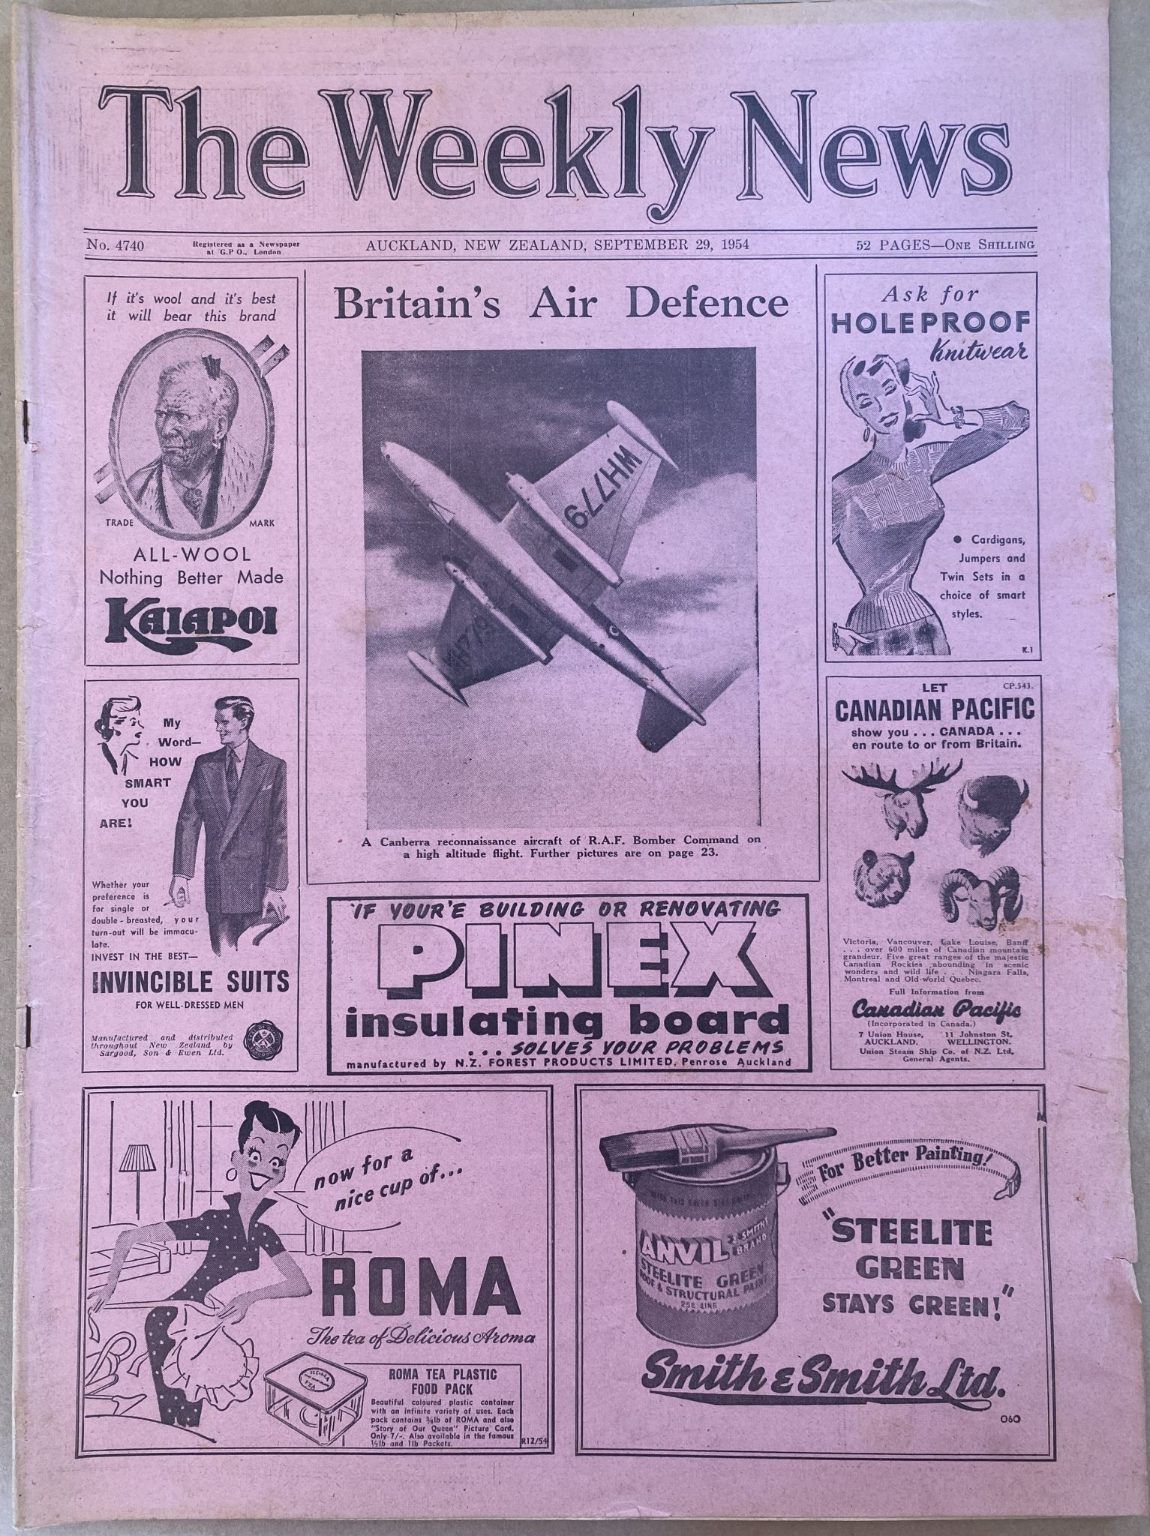 The Weekly News
No. 4740
Registered as a Newspaper
at G.P.O., London
AUCKLAND, NEW ZEALAND, SEPTEMBER 29, 1954
52 PAGES—ONE SHILLING
If it's wool and it's best
it will bear this brand
TRADE MARK
ALL-WOOL
Nothing Better Made
KAIAPOI
My
Word—
HOW
SMART
YOU
ARE!
Whether your
preference is
for single or
double-breasted, your
turn-out will be immacu-
late.
INVEST IN THE BEST—
INVINCIBLE SUITS
FOR WELL-DRESSED MEN
Manufactured and distributed
throughout New Zealand by
Sargood, Son & Ewen Ltd.
Britain's Air Defence
WH779
WH779
A Canberra reconnaissance aircraft of R.A.F. Bomber Command on
a high altitude flight. Further pictures are on page 23.
IF YOUR'E BUILDING OR RENOVATING
PINEX
insulating board
... SOLVES YOUR PROBLEMS
manufactured by N.Z. FOREST PRODUCTS LIMITED, Penrose Auckland
Ask for
HOLEPROOF
Knitwear
● Cardigans,
Jumpers and
Twin Sets in a
choice of smart
styles.
K.1
LET
CP.543.
CANADIAN PACIFIC
show you . . . CANADA . . .
en route to or from Britain.
Victoria, Vancouver, Lake Louise, Banff
. . . over 600 miles of Canadian mountain
grandeur. Five great ranges of the majestic
Canadian Rockies abounding in scenic
wonders and wild life . . . Niagara Falls,
Montreal and Old-world Quebec.
Full Information from
Canadian Pacific
(Incorporated in Canada.)
7 Union House, 11 Johnston St.
AUCKLAND. WELLINGTON.
Union Steam Ship Co. of N.Z. Ltd.,
General Agents.
now for a
nice cup of...
ROMA
The tea of Delicious Aroma
ROMA TEA PLASTIC
FOOD PACK
Beautiful coloured plastic container
with an infinite variety of uses. Each
pack contains ¾lb of ROMA and also
"Story of Our Queen" Picture Card.
Only 7/-. Also available in the famous
½lb and 1lb Packets.
R12/54
For Better Painting!
ANVIL
SMITH
BRAND
STEELITE GREEN
ROOF & STRUCTURAL PAINT
"STEELITE
GREEN
STAYS GREEN!"
Smith & Smith Ltd.
060